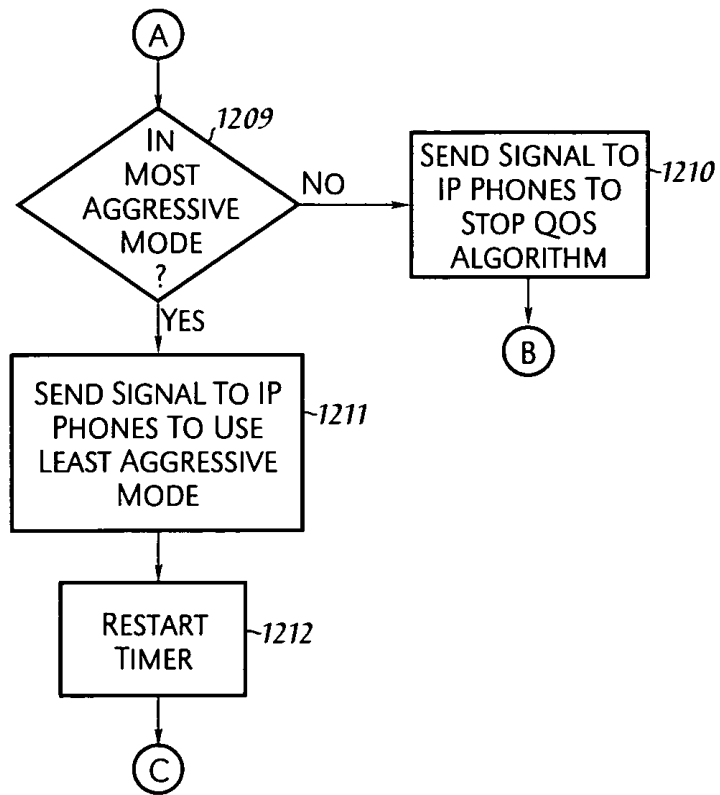 A
1209
IN
MOST
AGGRESSIVE
MODE
?
NO
SEND SIGNAL TO
IP PHONES TO
STOP QOS
ALGORITHM
1210
B
YES
SEND SIGNAL TO IP
PHONES TO USE
LEAST AGGRESSIVE
MODE
1211
RESTART
TIMER
1212
C